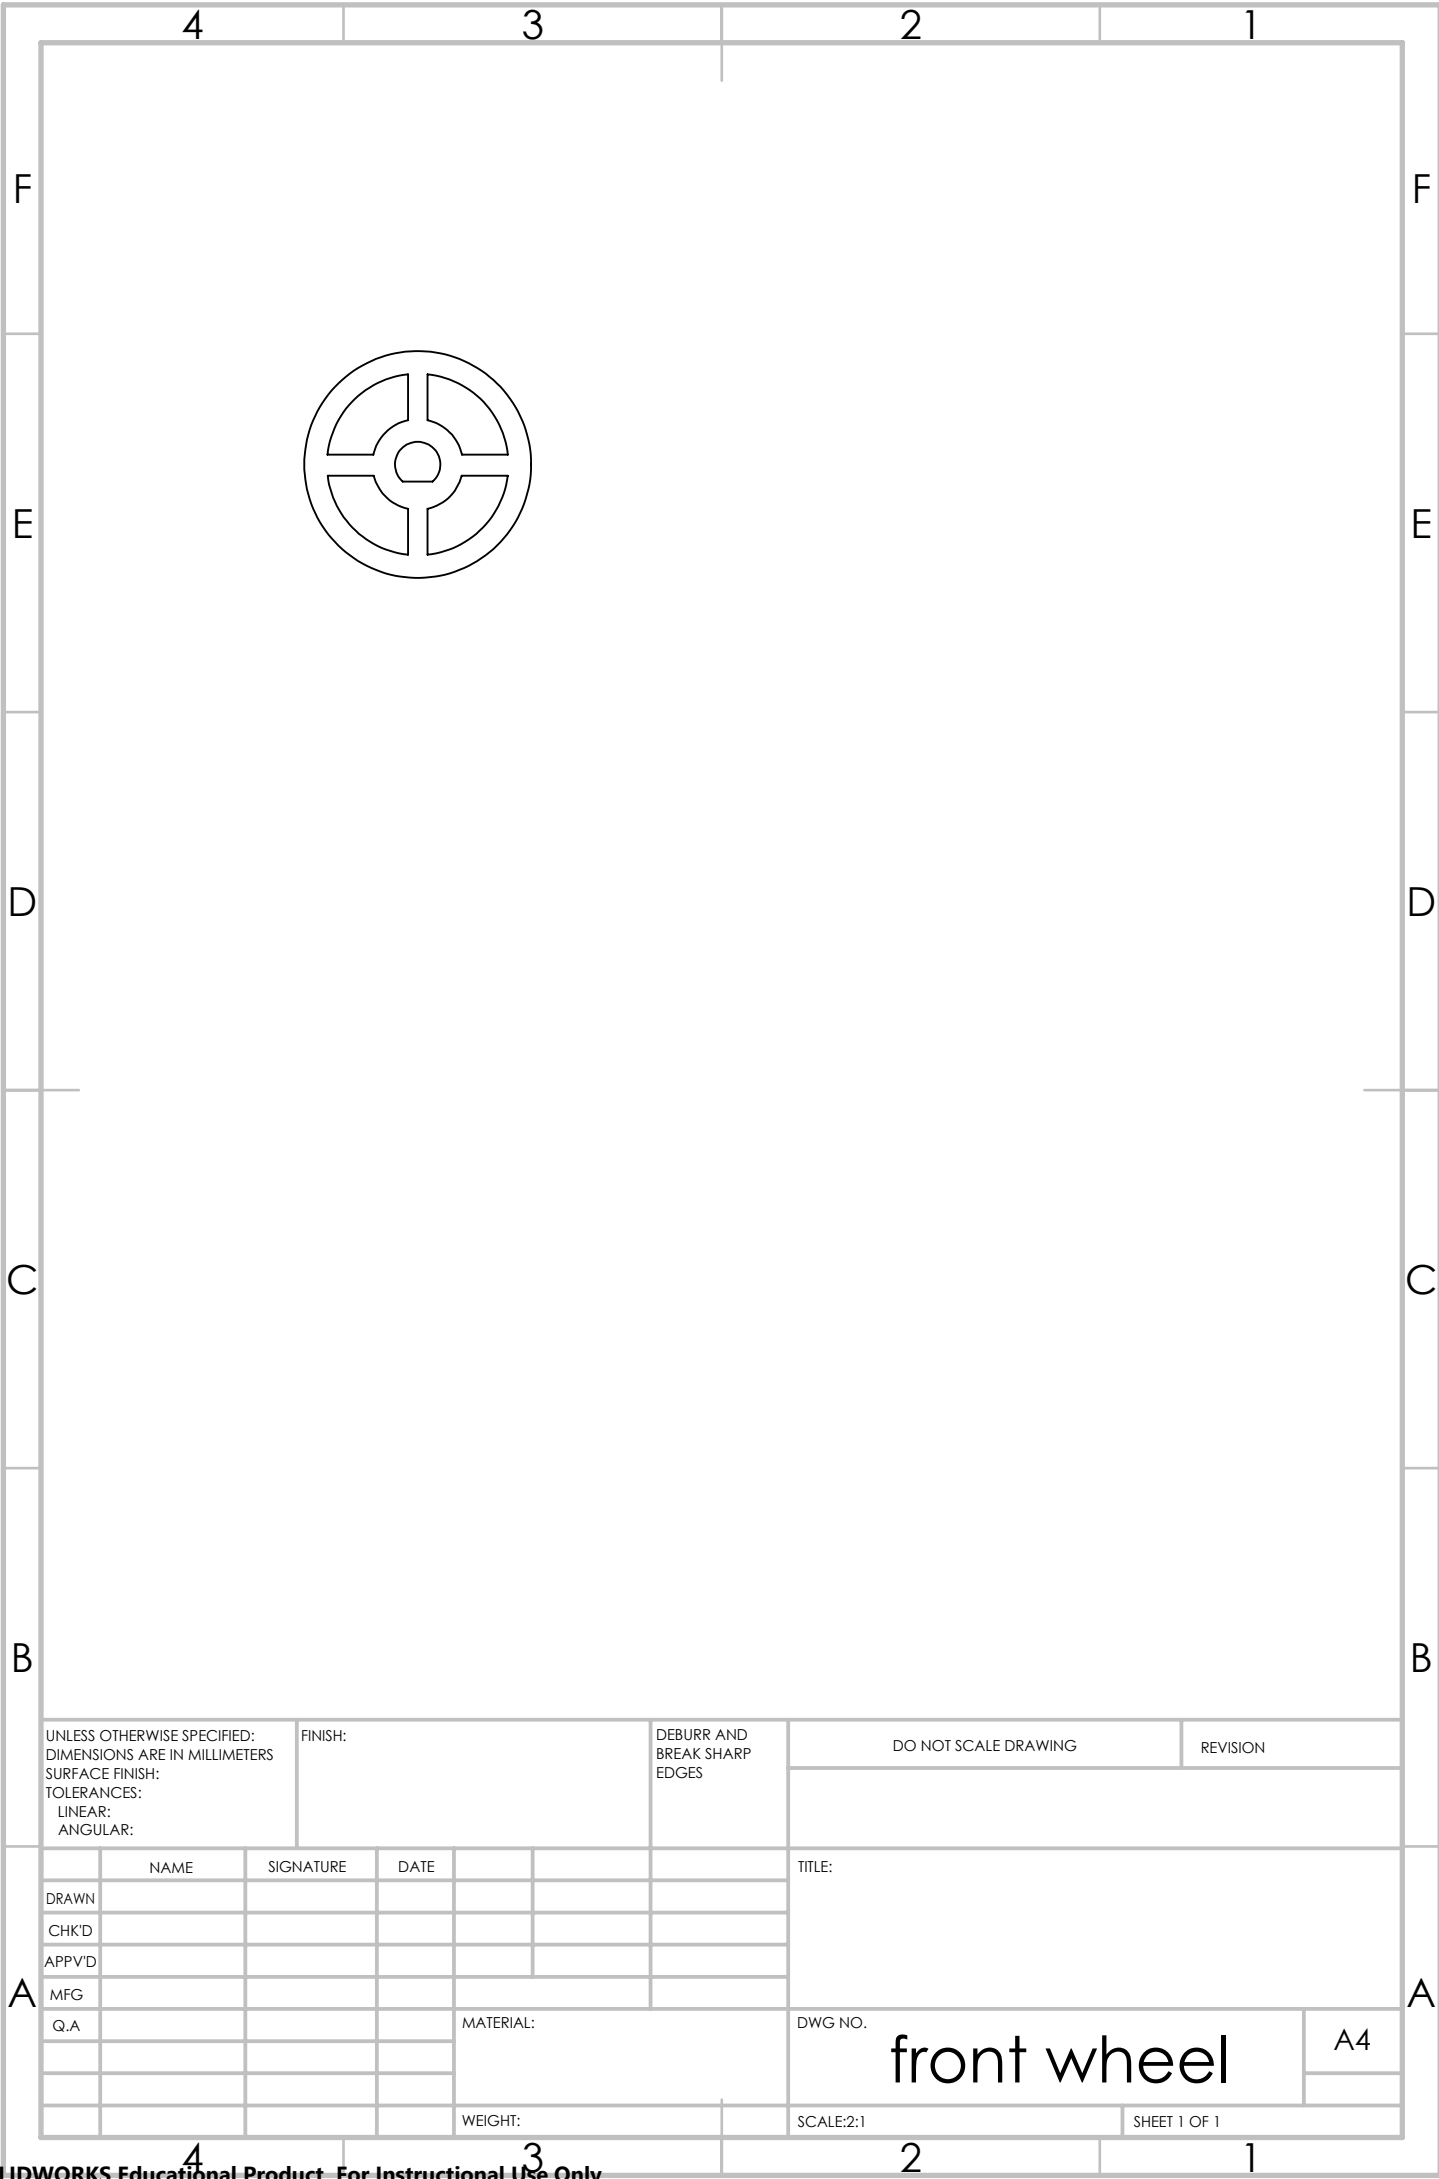 4 3 2 1
F F
E E
D D
C C
B B
UNLESS OTHERWISE SPECIFIED:
DIMENSIONS ARE IN MILLIMETERS
SURFACE FINISH:
TOLERANCES:
LINEAR:
ANGULAR:
FINISH:
DEBURR AND
BREAK SHARP
EDGES
DO NOT SCALE DRAWING
REVISION
NAME SIGNATURE DATE
DRAWN
CHK'D
APPV'D
MFG
Q.A
A A
TITLE:
MATERIAL:
DWG NO.
front wheel
A4
WEIGHT:
SCALE:2:1
SHEET 1 OF 1
4 3 2 1
LIDWORKS Educational Product. For Instructional Use Only.